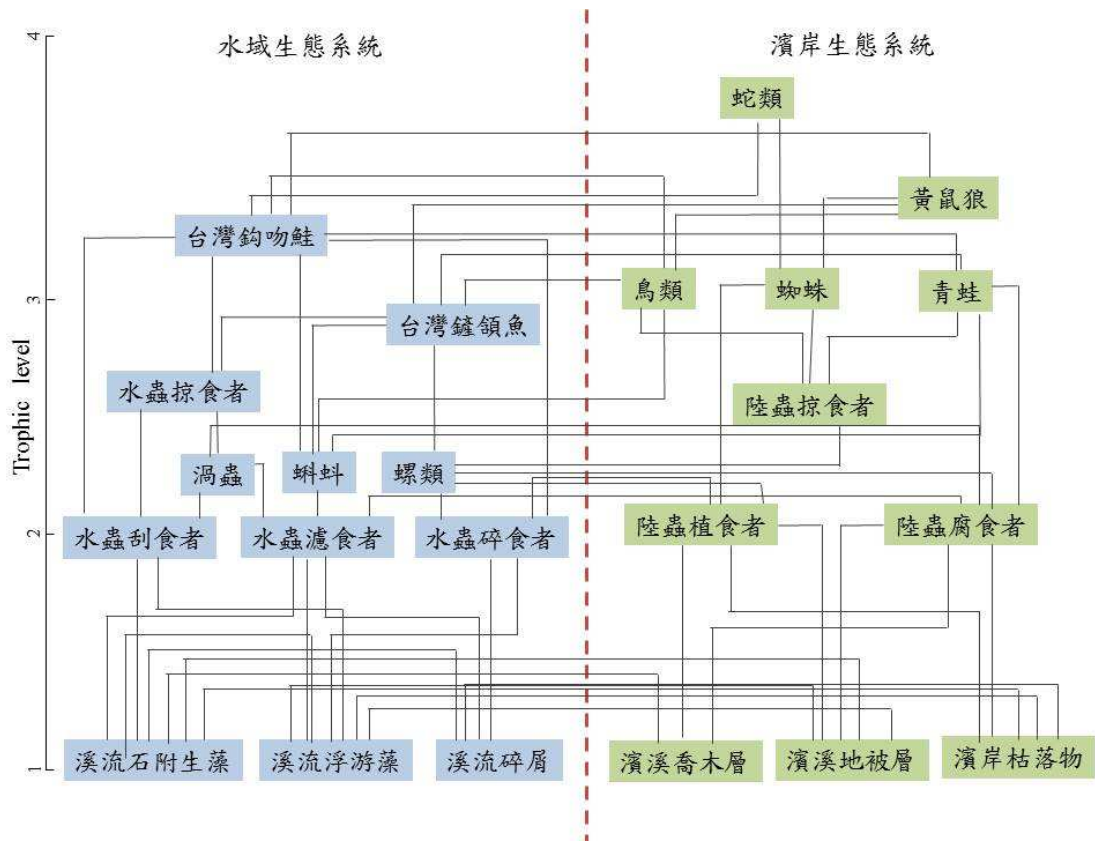 4
水域生態系統
濱岸生態系統
蛇類
黃鼠狼
台灣鈎吻鮭
3
鳥類
蜘蛛
青蛙
台灣鏟頜魚
水蟲掠食者
陸蟲掠食者
Trophic level
渦蟲
蝌蚪
螺類
2
水蟲刮食者
水蟲濾食者
水蟲碎食者
陸蟲植食者
陸蟲腐食者
1
溪流石附生藻
溪流浮游藻
溪流碎屑
濱溪喬木層
濱溪地被層
濱岸枯落物